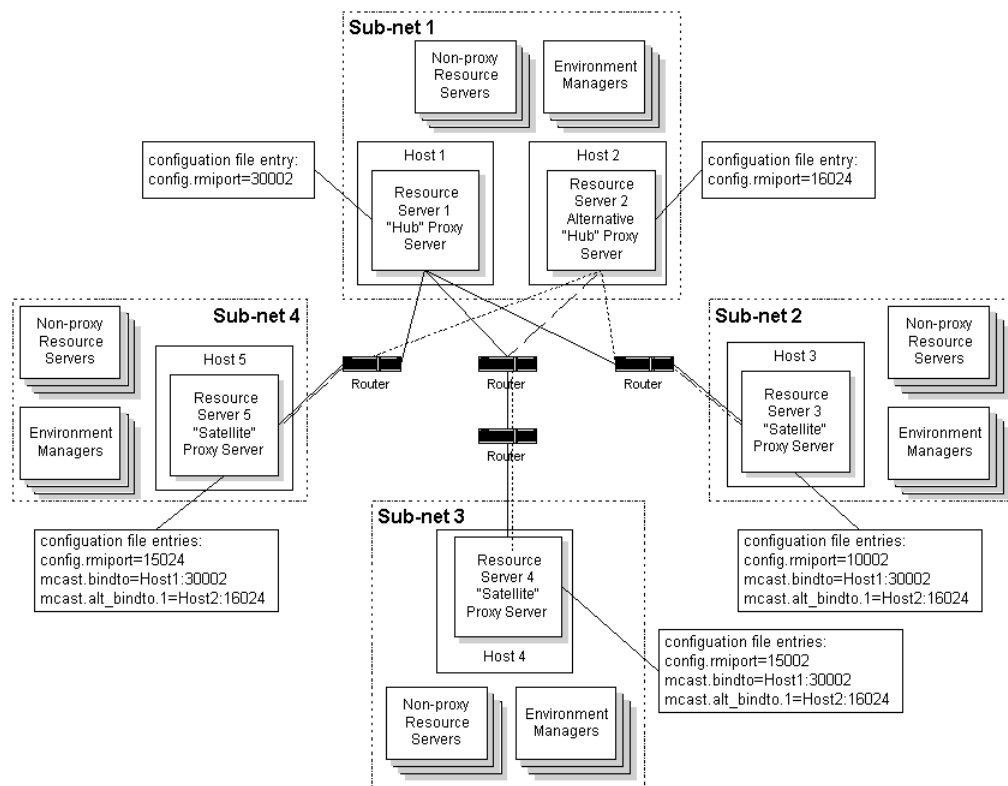 Sub-net 1
Non-proxy
Resource
Servers
Environment
Managers
configuation file entry:
config.rmiport=30002
Host 1
Resource
Server 1
"Hub" Proxy
Server
Host 2
Resource
Server 2
Alternative
"Hub" Proxy
Server
configuation file entry:
config.rmiport=16024
Sub-net 4
Non-proxy
Resource
Servers
Environment
Managers
Host 5
Resource
Server 5
"Satellite"
Proxy Server
Router
Router
Router
Router
Sub-net 2
Host 3
Resource
Server 3
"Satellite"
Proxy Server
Non-proxy
Resource
Servers
Environment
Managers
configuation file entries:
config.rmiport=15024
mcast.bindto=Host1:30002
mcast.alt_bindto.1=Host2:16024
Sub-net 3
Resource
Server 4
"Satellite"
Proxy Server
Host 4
Non-proxy
Resource
Servers
Environment
Managers
configuation file entries:
config.rmiport=10002
mcast.bindto=Host1:30002
mcast.alt_bindto.1=Host2:16024
configuation file entries:
config.rmiport=15002
mcast.bindto=Host1:30002
mcast.alt_bindto.1=Host2:16024